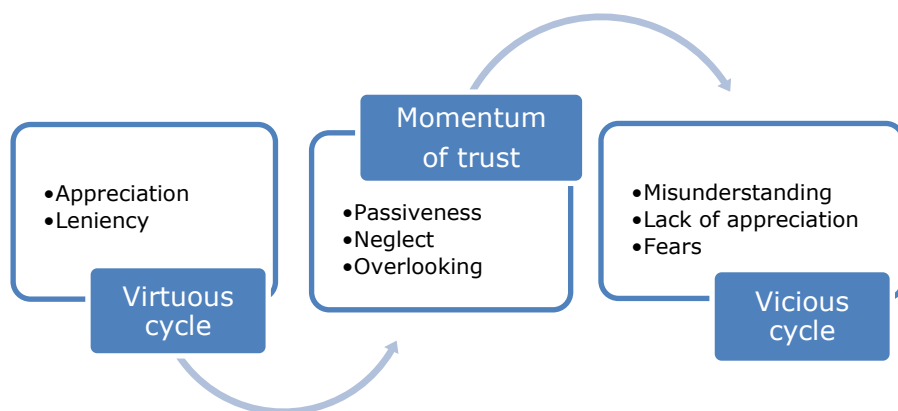 •Appreciation
•Leniency
Virtuous
cycle
Momentum
of trust
•Passiveness
•Neglect
•Overlooking
•Misunderstanding
•Lack of appreciation
•Fears
Vicious
cycle